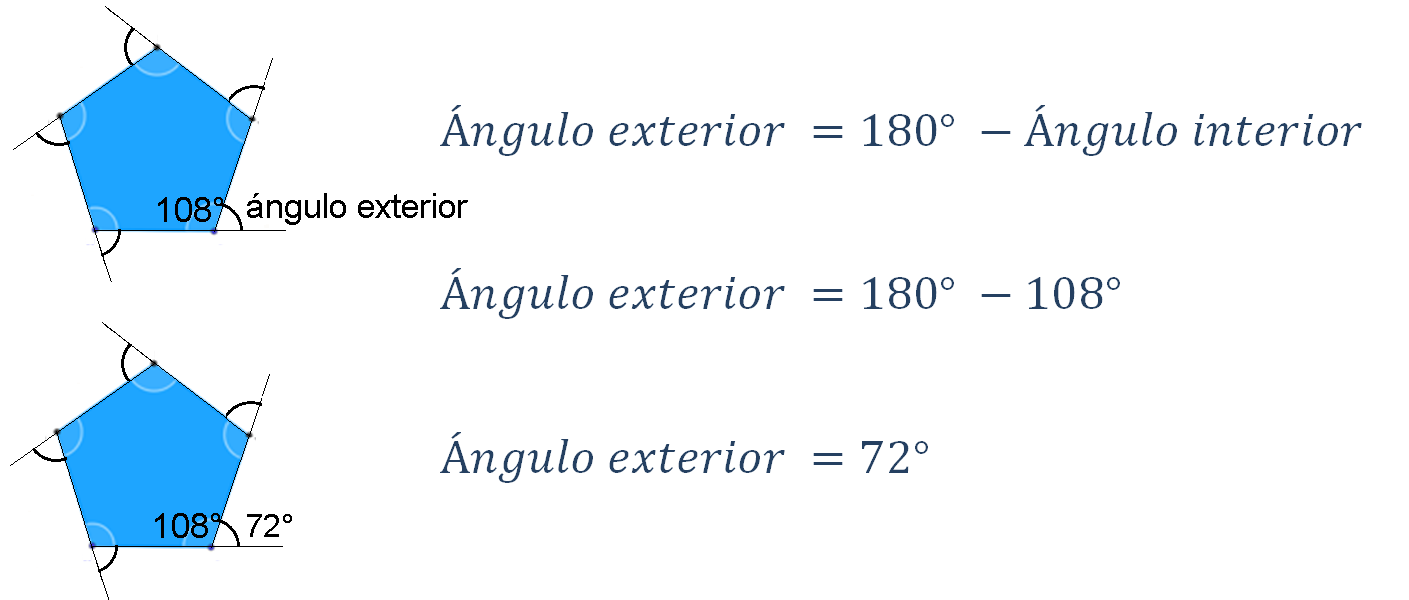 Ángulo exterior = 180° − Ángulo interior
108° ángulo exterior
Ángulo exterior = 180° − 108°
Ángulo exterior = 72°
108° 72°